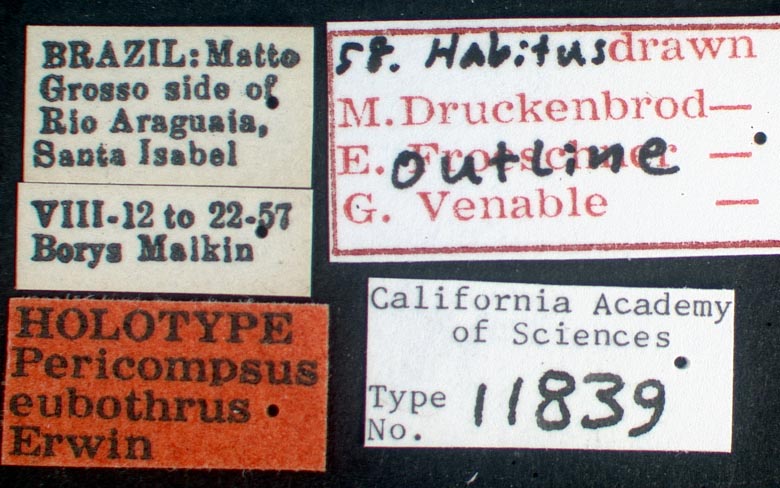 BRAZIL: Matto
Grosso side of
Rio Araguaia,
Santa Isabel
VIII-12 to 22-57
Borys Malkin
HOLOTYPE
Pericompsus
eubothrus
Erwin
58. Habitus drawn
M. Druckenbrod—
E. Froeschner —
outline
G. Venable —
California Academy
of Sciences
Type No. 11839